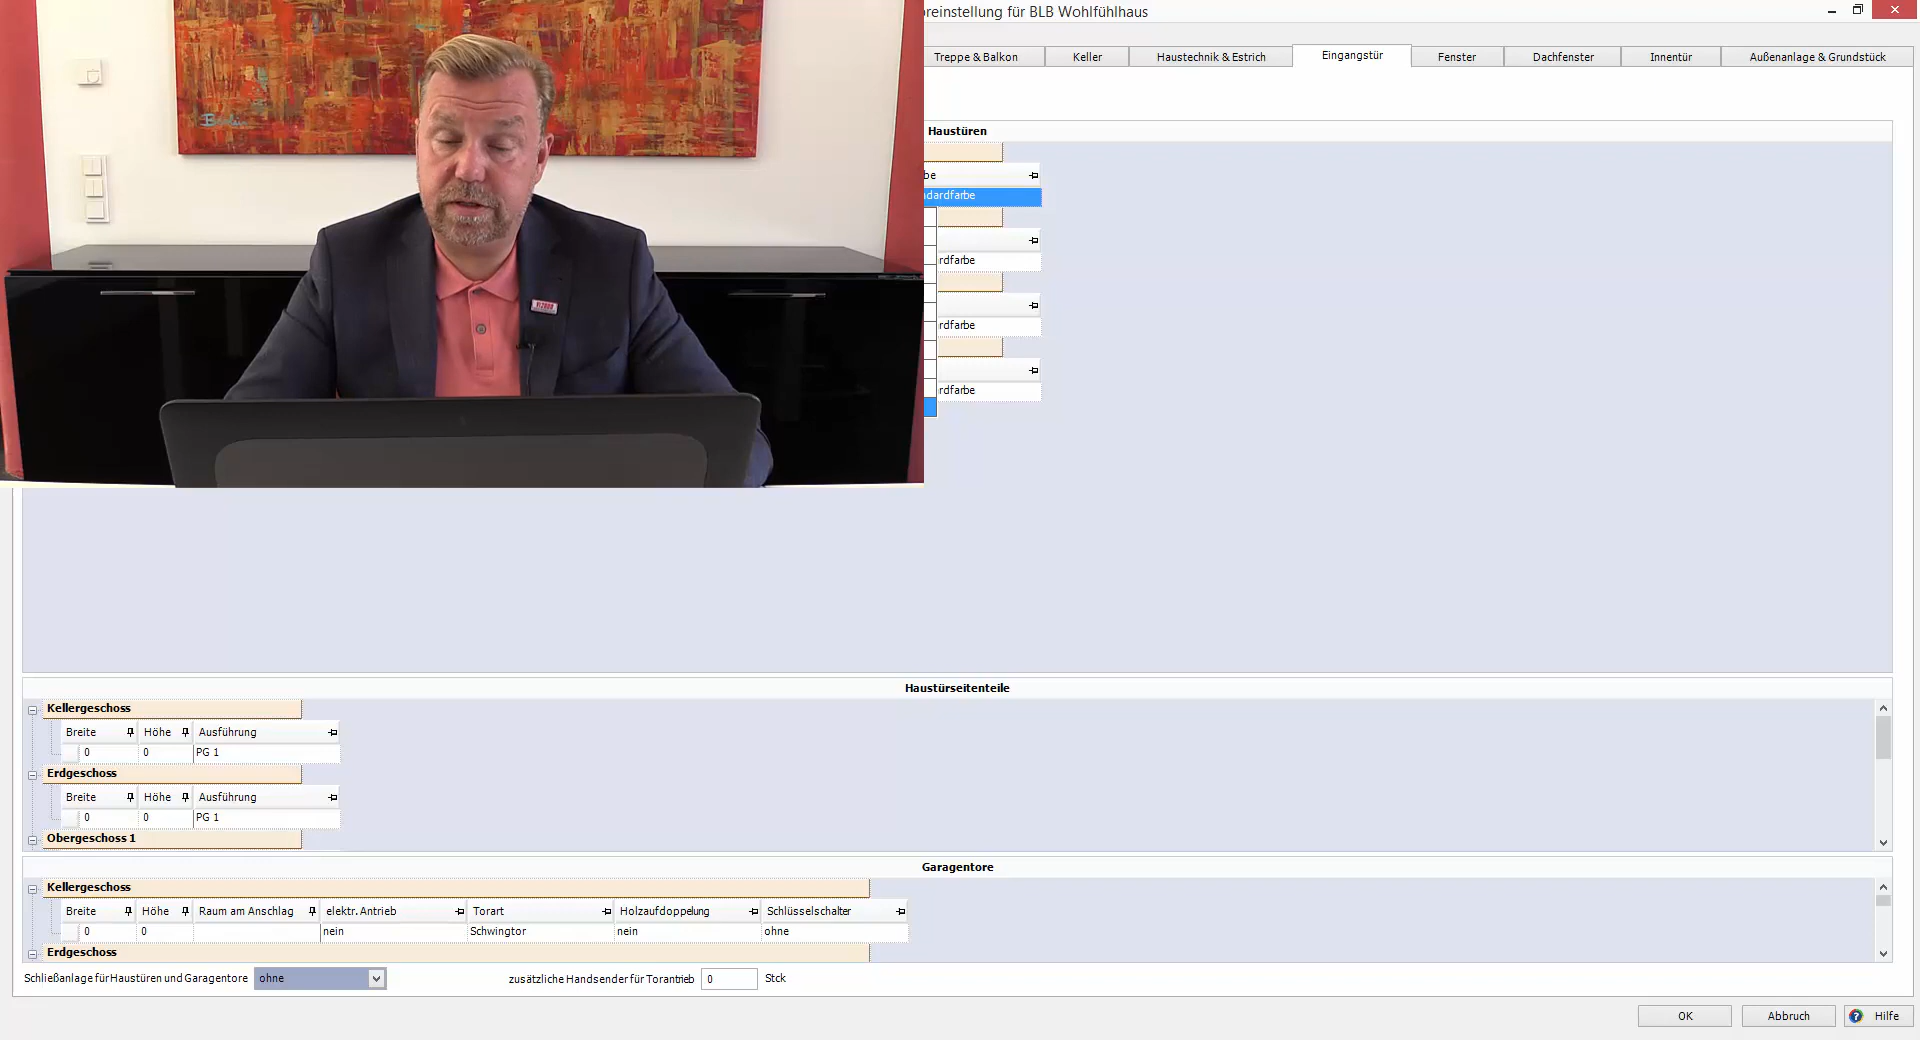 oreinstellung für BLB Wohlfühlhaus
Treppe & Balkon Keller Haustechnik & Estrich Eingangstür Fenster Dachfenster Innentür Außenanlage & Grundstück
Haustüren
be
dardfarbe
rdfarbe
rdfarbe
rdfarbe
Haustürseitenteile
Kellergeschoss
Breite Höhe Ausführung
0 0 PG 1
Erdgeschoss
Breite Höhe Ausführung
0 0 PG 1
Obergeschoss 1
Garagentore
Kellergeschoss
Breite Höhe Raum am Anschlag elektr. Antrieb Torart Holzaufdoppelung Schlüsselschalter
0 0 nein Schwingtor nein ohne
Erdgeschoss
Schließanlage für Haustüren und Garagentore ohne zusätzliche Handsender für Torantrieb 0 Stck
OK Abbruch Hilfe